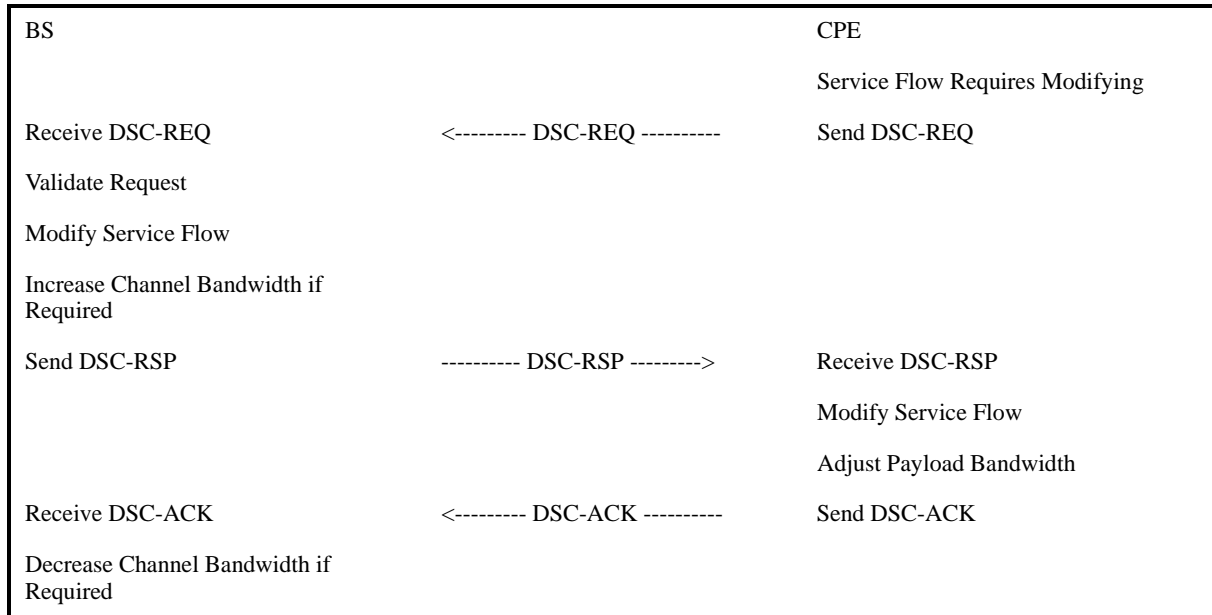 BS CPE
Service Flow Requires Modifying
Receive DSC-REQ <--------- DSC-REQ ---------- Send DSC-REQ
Validate Request
Modify Service Flow
Increase Channel Bandwidth if
Required
Send DSC-RSP ---------- DSC-RSP ---------> Receive DSC-RSP
Modify Service Flow
Adjust Payload Bandwidth
Receive DSC-ACK <--------- DSC-ACK ---------- Send DSC-ACK
Decrease Channel Bandwidth if
Required